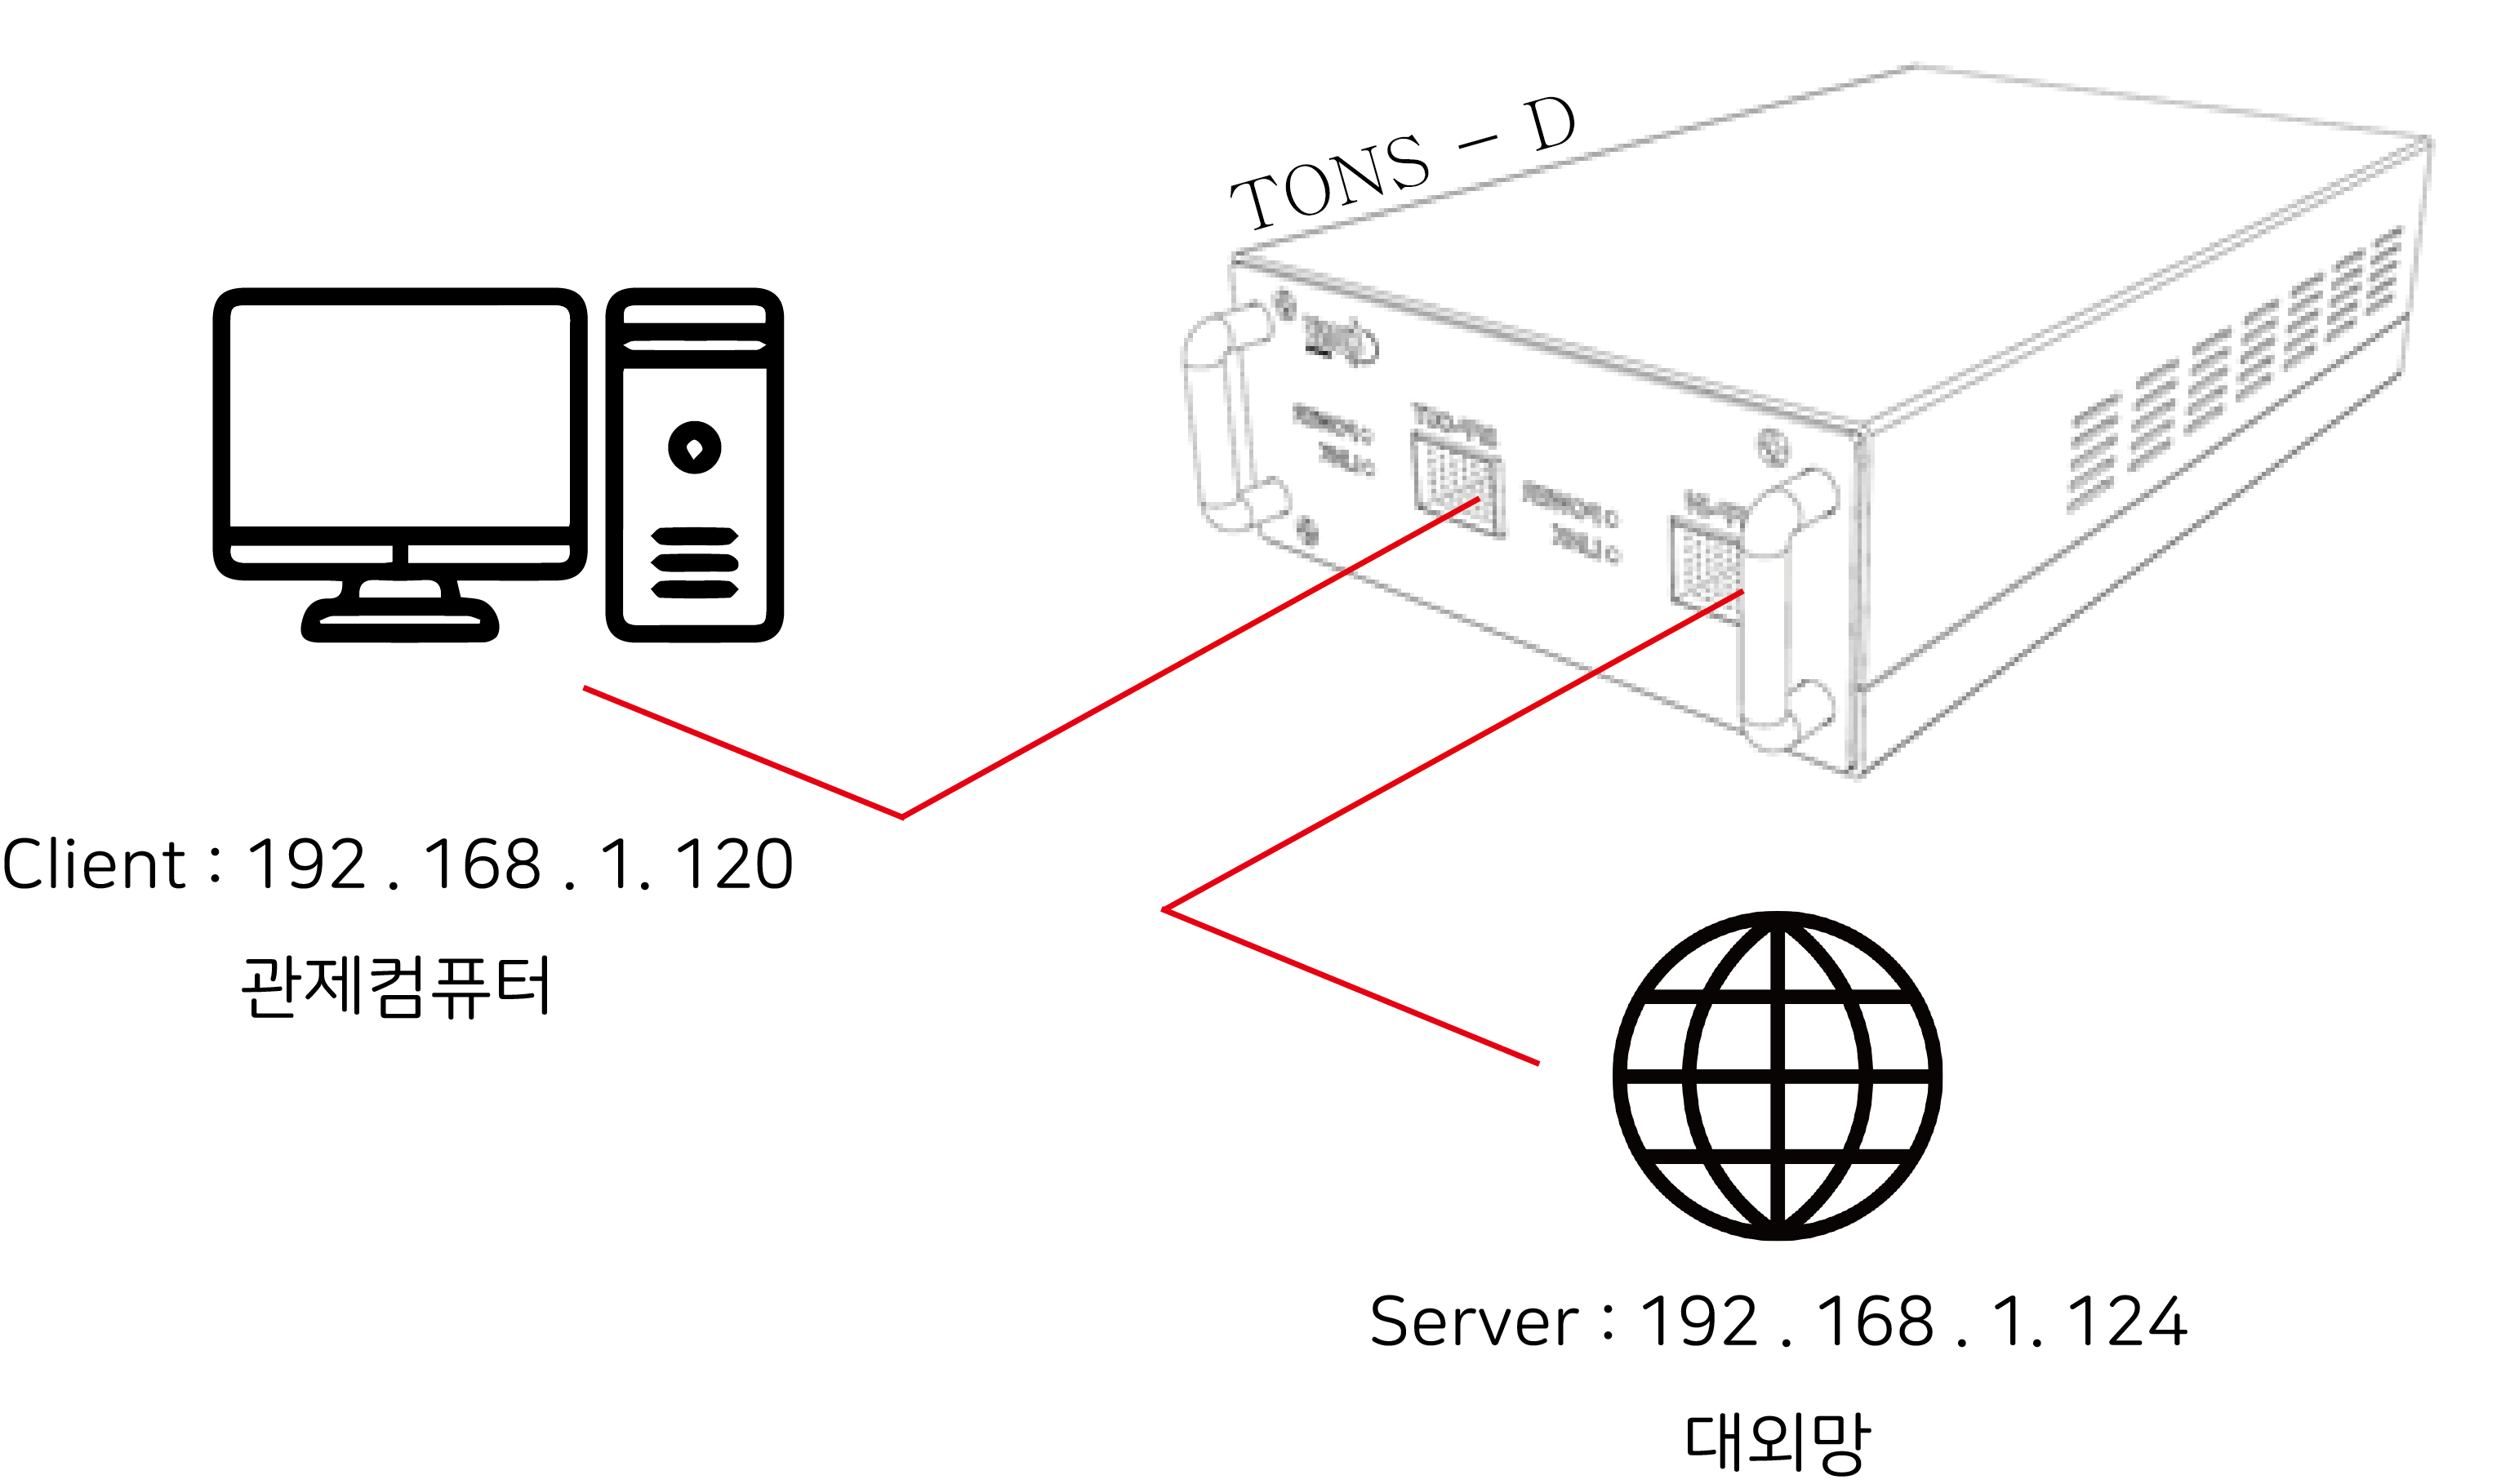 TONS - D
Client : 192 . 168 . 1. 120
관제컴퓨터
Server : 192 . 168 . 1. 124
대외망